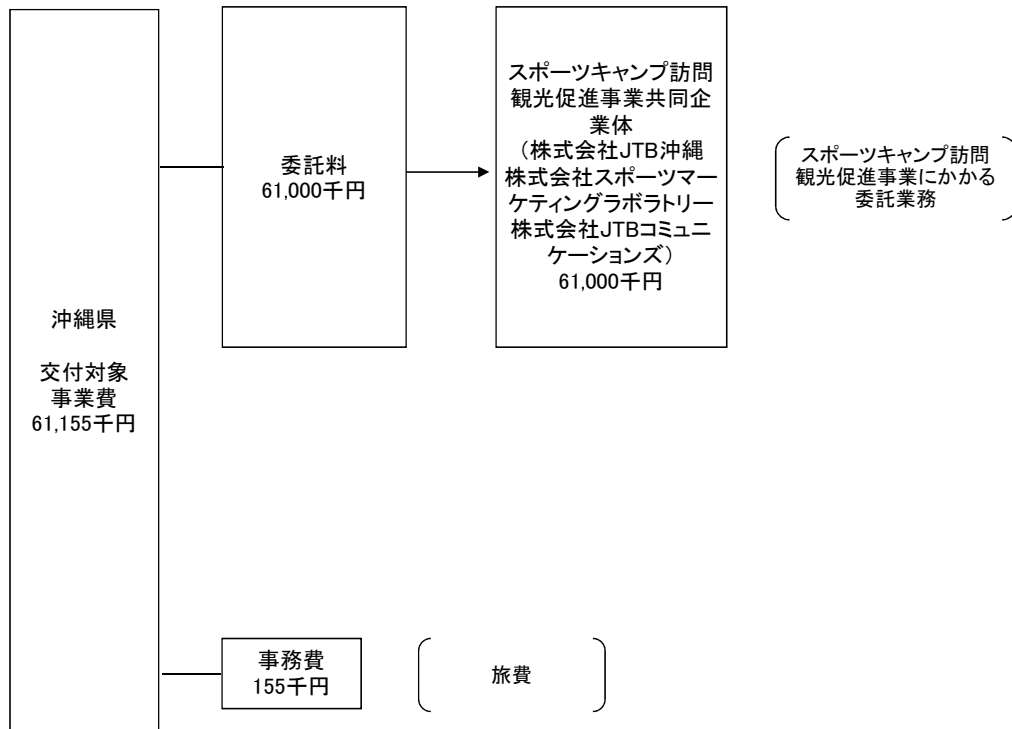 沖縄県
交付対象
事業費
61,155千円
委託料
61,000千円
スポーツキャンプ訪問
観光促進事業共同企
業体
（株式会社JTB沖縄
株式会社スポーツマー
ケティングラボラトリー
株式会社JTBコミュニ
ケーションズ）
61,000千円
スポーツキャンプ訪問
観光促進事業にかかる
委託業務
事務費
155千円
旅費